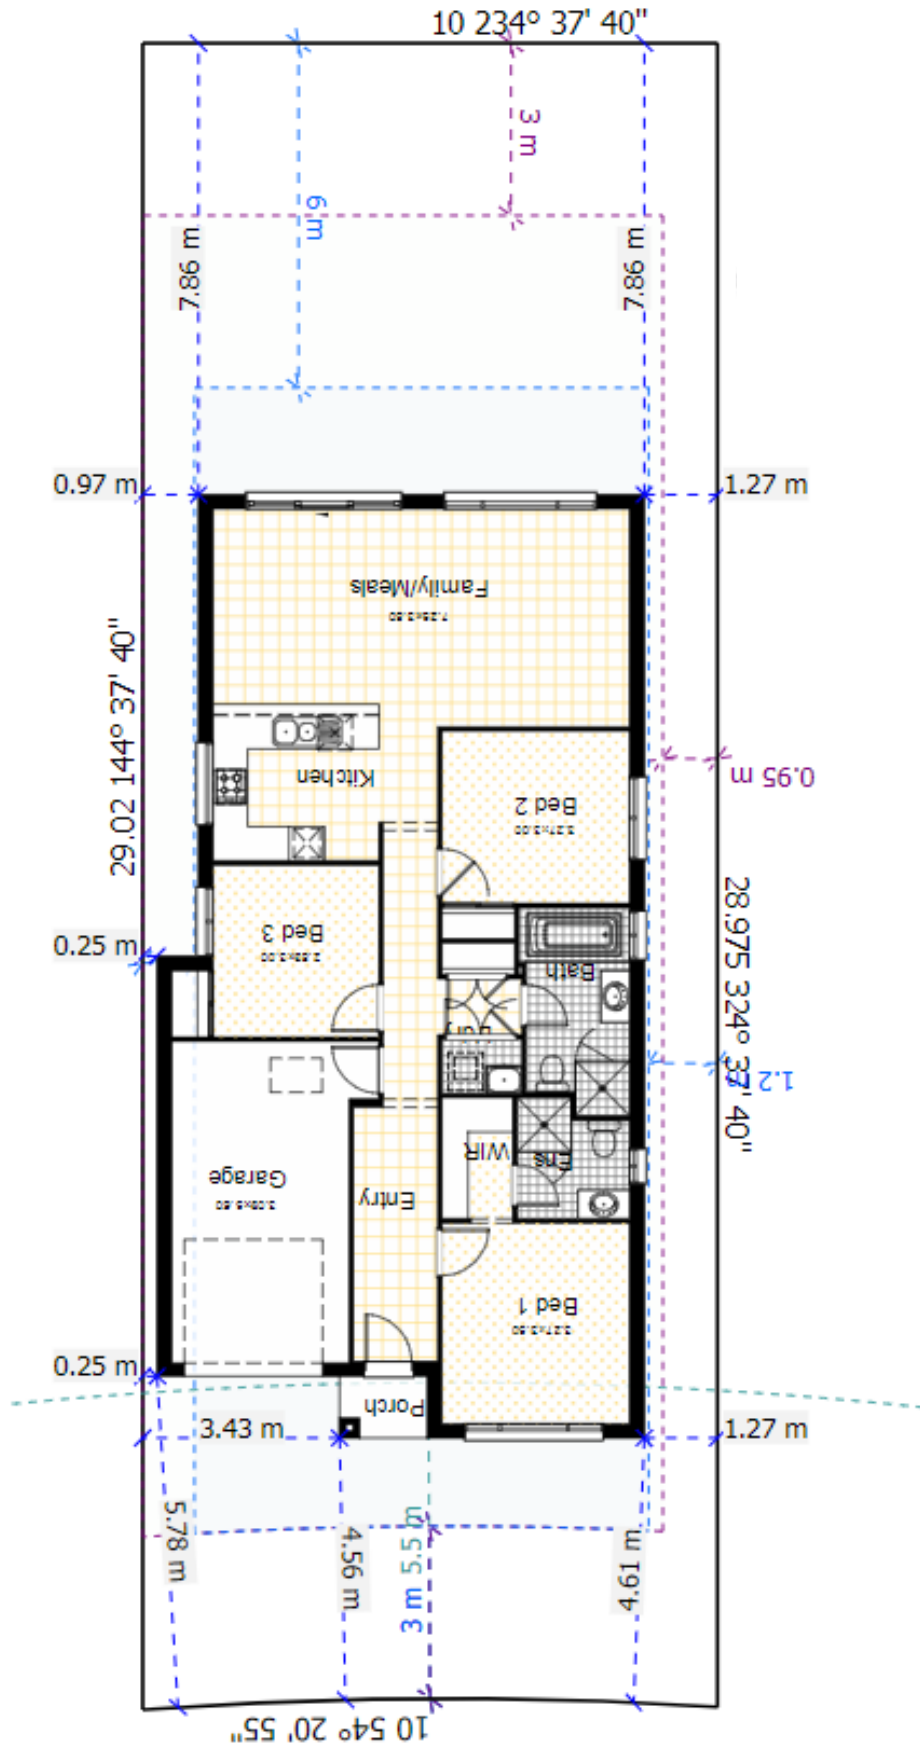 10 234° 37' 40"
3 m
6 m
7.86 m
7.86 m
0.97 m
1.27 m
Family/Meals
29.02 144° 37' 40"
Kitchen
0.95 m
Bed 2
3.27x3.00
28.975 324° 37' 40"
Bed 3
0.25 m
Bath
WIR
Ens
Garage
Entry
Bed 1
0.25 m
Porch
3.43 m
1.27 m
5.78 m
4.56 m
3 m 5.5 m
4.61 m
10 54° 20' 55"